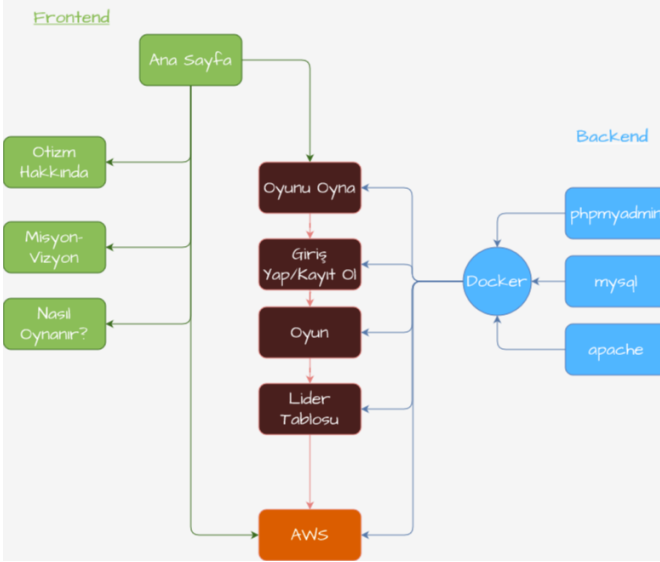 Frontend
Ana Sayfa
Otizm
Hakkında
Misyon-
Vizyon
Nasıl
Oynanır?
Oyunu Oyna
Giriş
Yap/Kayıt Ol
Oyun
Lider
Tablosu
AWS
Backend
phpmyadmin
Docker
mysql
apache